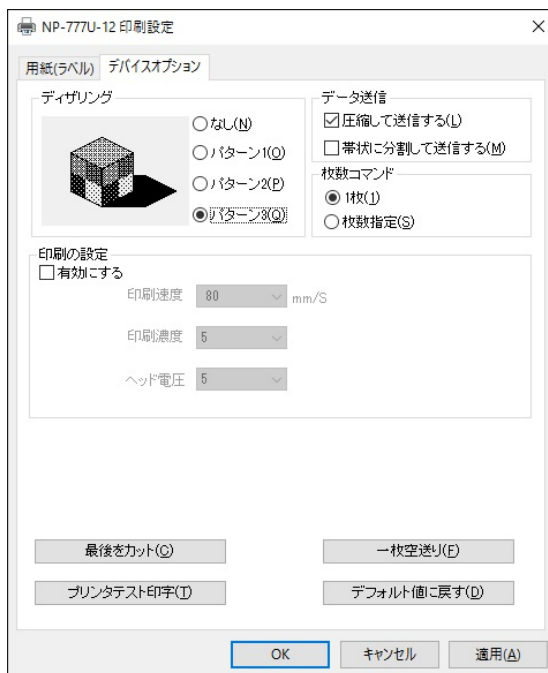 NP-777U-12 印刷設定
用紙(ラベル) デバイスオプション
ディザリング
なし(N)
パターン1(O)
パターン2(P)
パターン3(Q)
データ送信
圧縮して送信する(L)
帯状に分割して送信する(M)
枚数コマンド
1枚(1)
枚数指定(S)
印刷の設定
有効にする
印刷速度 80 mm/S
印刷濃度 5
ヘッド電圧 5
最後をカット(C) 一枚空送り(F)
プリンタテスト印字(T) デフォルト値に戻す(D)
OK キャンセル 適用(A)